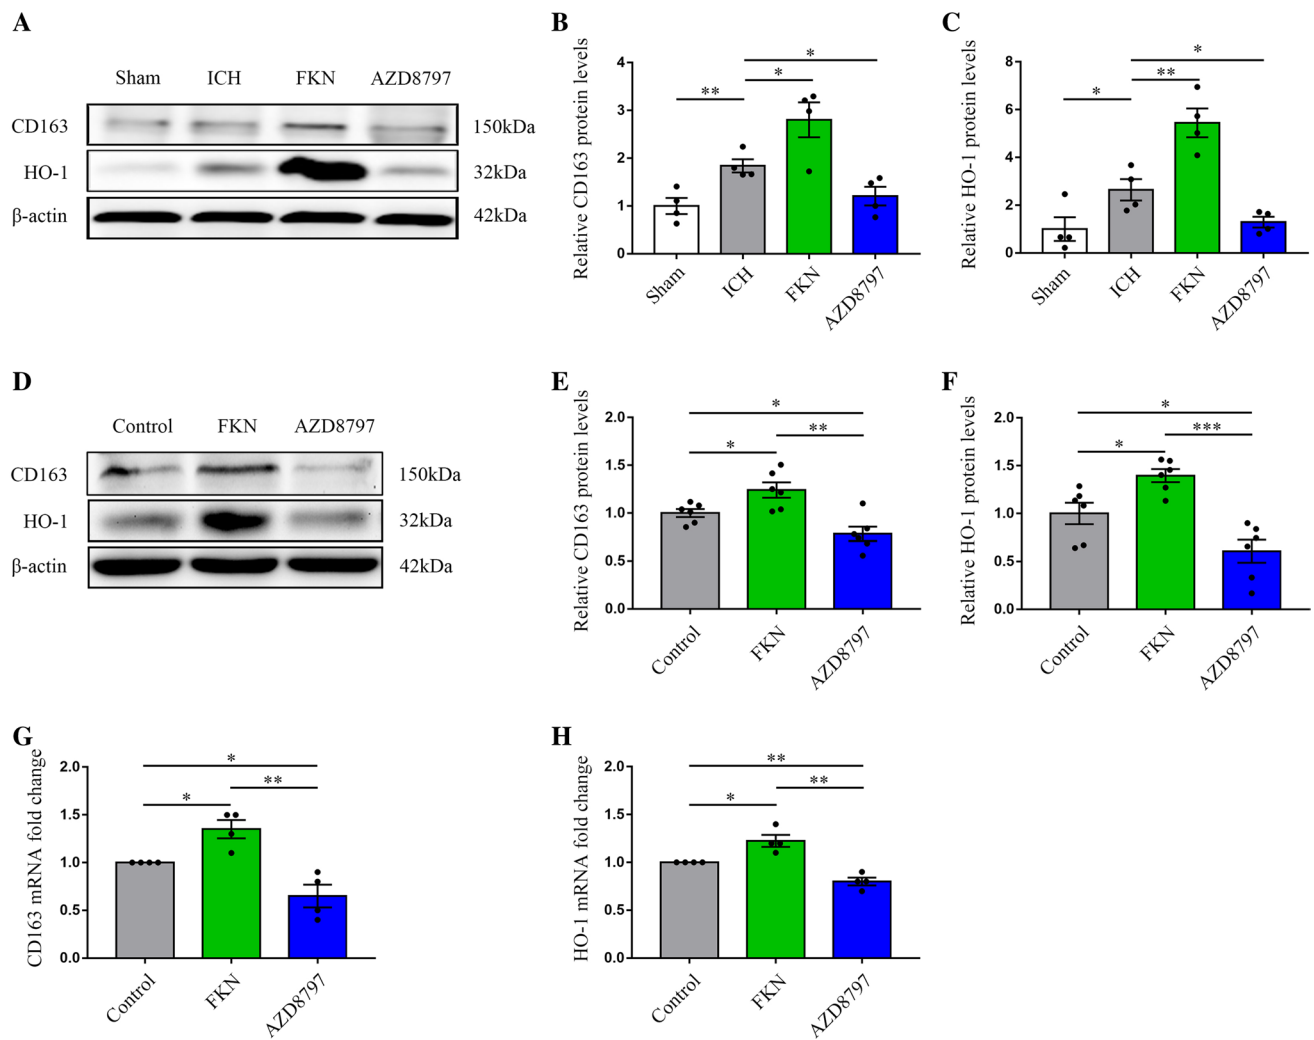 A
Sham ICH FKN AZD8797
CD163 150kDa
HO-1 32kDa
β-actin 42kDa
B
Relative CD163 protein levels
4
3
2
1
0
** * *
Sham ICH FKN AZD8797
C
Relative HO-1 protein levels
8
6
4
2
0
* ** *
Sham ICH FKN AZD8797
D
Control FKN AZD8797
CD163 150kDa
HO-1 32kDa
β-actin 42kDa
E
Relative CD163 protein levels
2.0
1.5
1.0
0.5
0.0
* ** *
Control FKN AZD8797
F
Relative HO-1 protein levels
2.0
1.5
1.0
0.5
0.0
* *** *
Control FKN AZD8797
G
CD163 mRNA fold change
2.0
1.5
1.0
0.5
0.0
* ** *
Control FKN AZD8797
H
HO-1 mRNA fold change
2.0
1.5
1.0
0.5
0.0
* ** **
Control FKN AZD8797